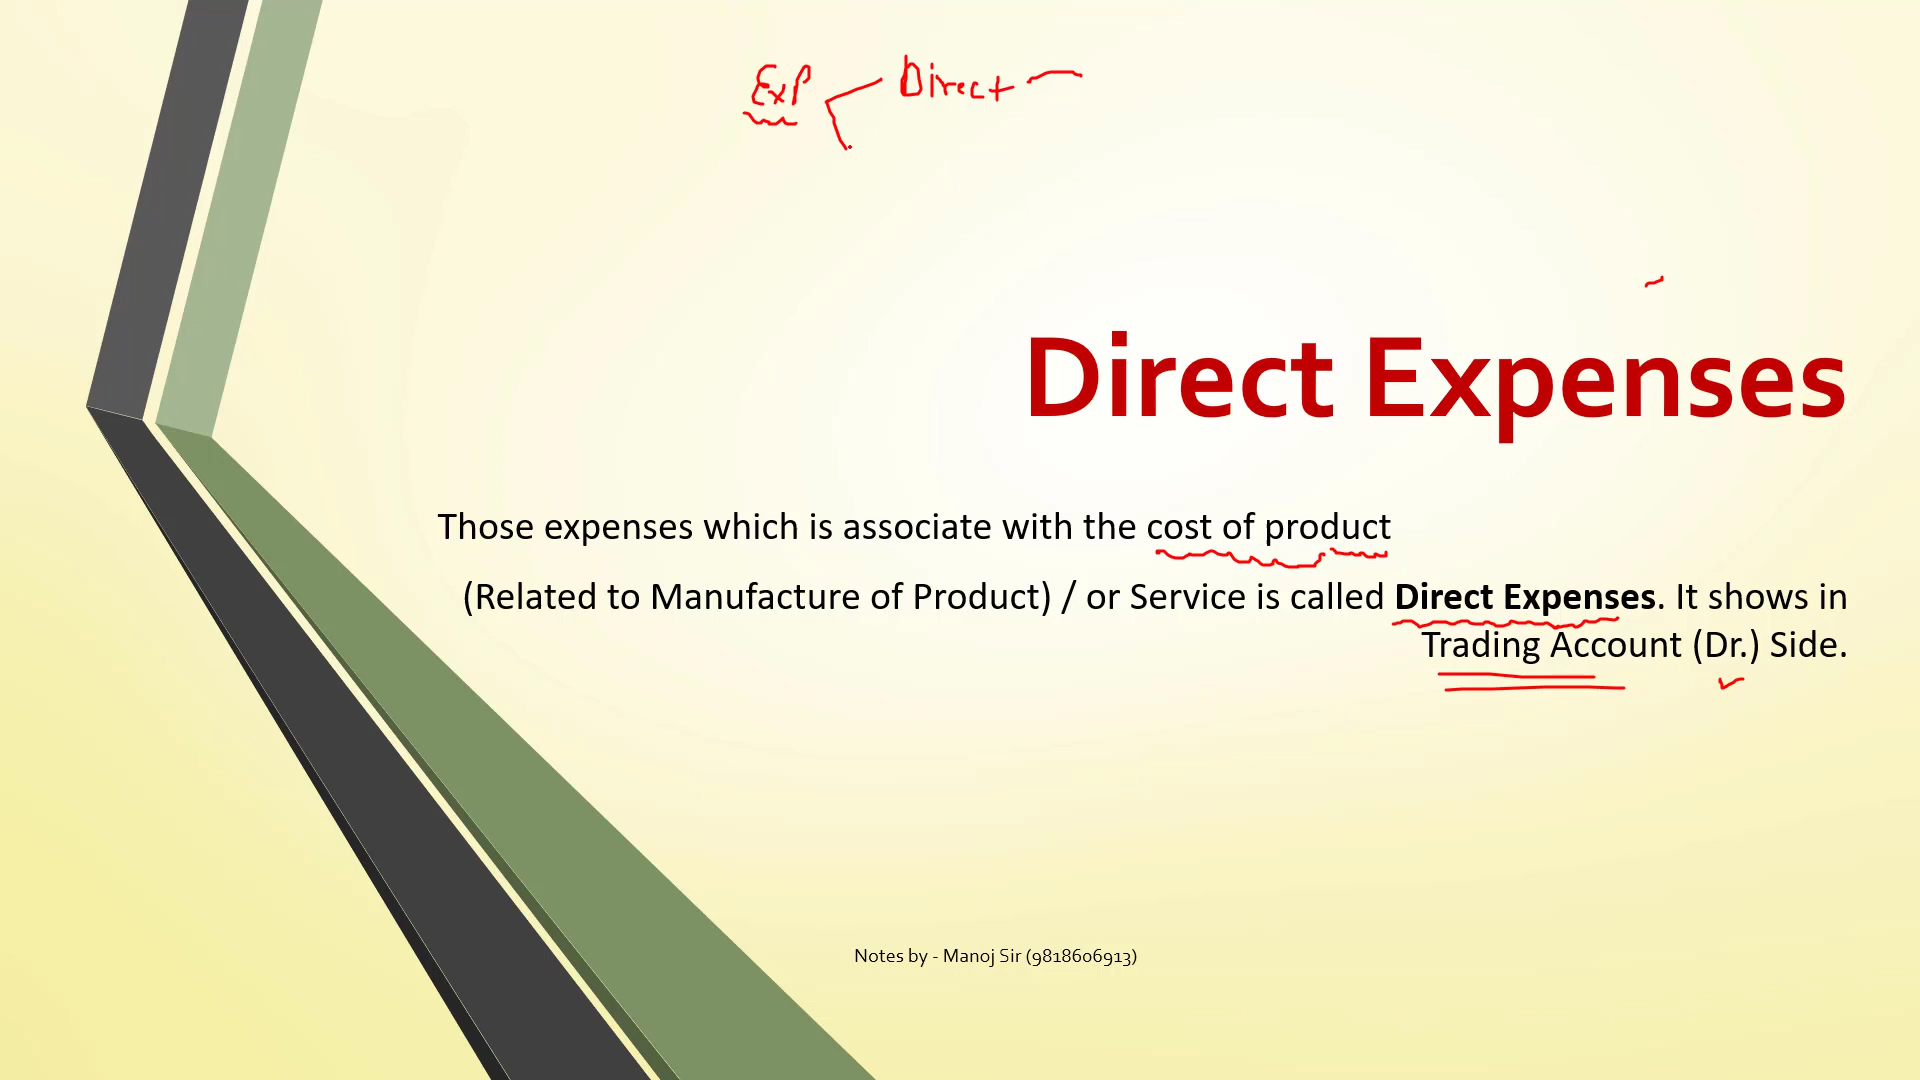 Exp Direct
Direct Expenses
Those expenses which is associate with the cost of product
(Related to Manufacture of Product) / or Service is called Direct Expenses. It shows in
Trading Account (Dr.) Side.
Notes by - Manoj Sir (9818606913)